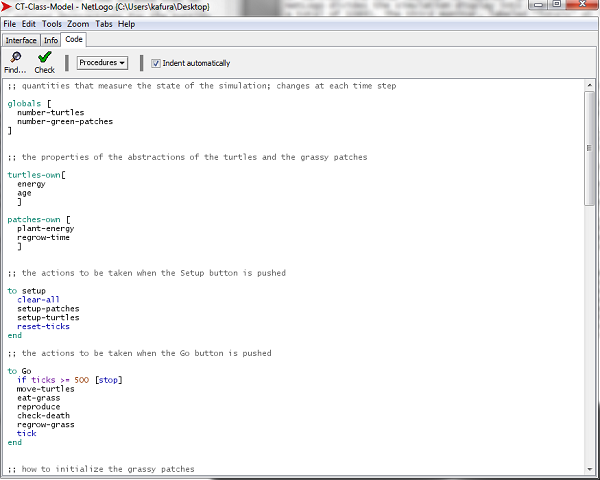 CT-Class-Model - NetLogo {C:\Users\kafura\Desktop}
File Edit Tools Zoom Tabs Help
Interface Info Code
Find... Check Procedures Indent automatically
;; quantities that measure the state of the simulation; changes at each time step
globals [
number-turtles
number-green-patches
]
;; the properties of the abstractions of the turtles and the grassy patches
turtles-own[
energy
age
]
patches-own [
plant-energy
regrow-time
]
;; the actions to be taken when the Setup button is pushed
to setup
clear-all
setup-patches
setup-turtles
reset-ticks
end
;; the actions to be taken when the Go button is pushed
to Go
if ticks >= 500 [stop]
move-turtles
eat-grass
reproduce
check-death
regrow-grass
tick
end
;; how to initialize the grassy patches